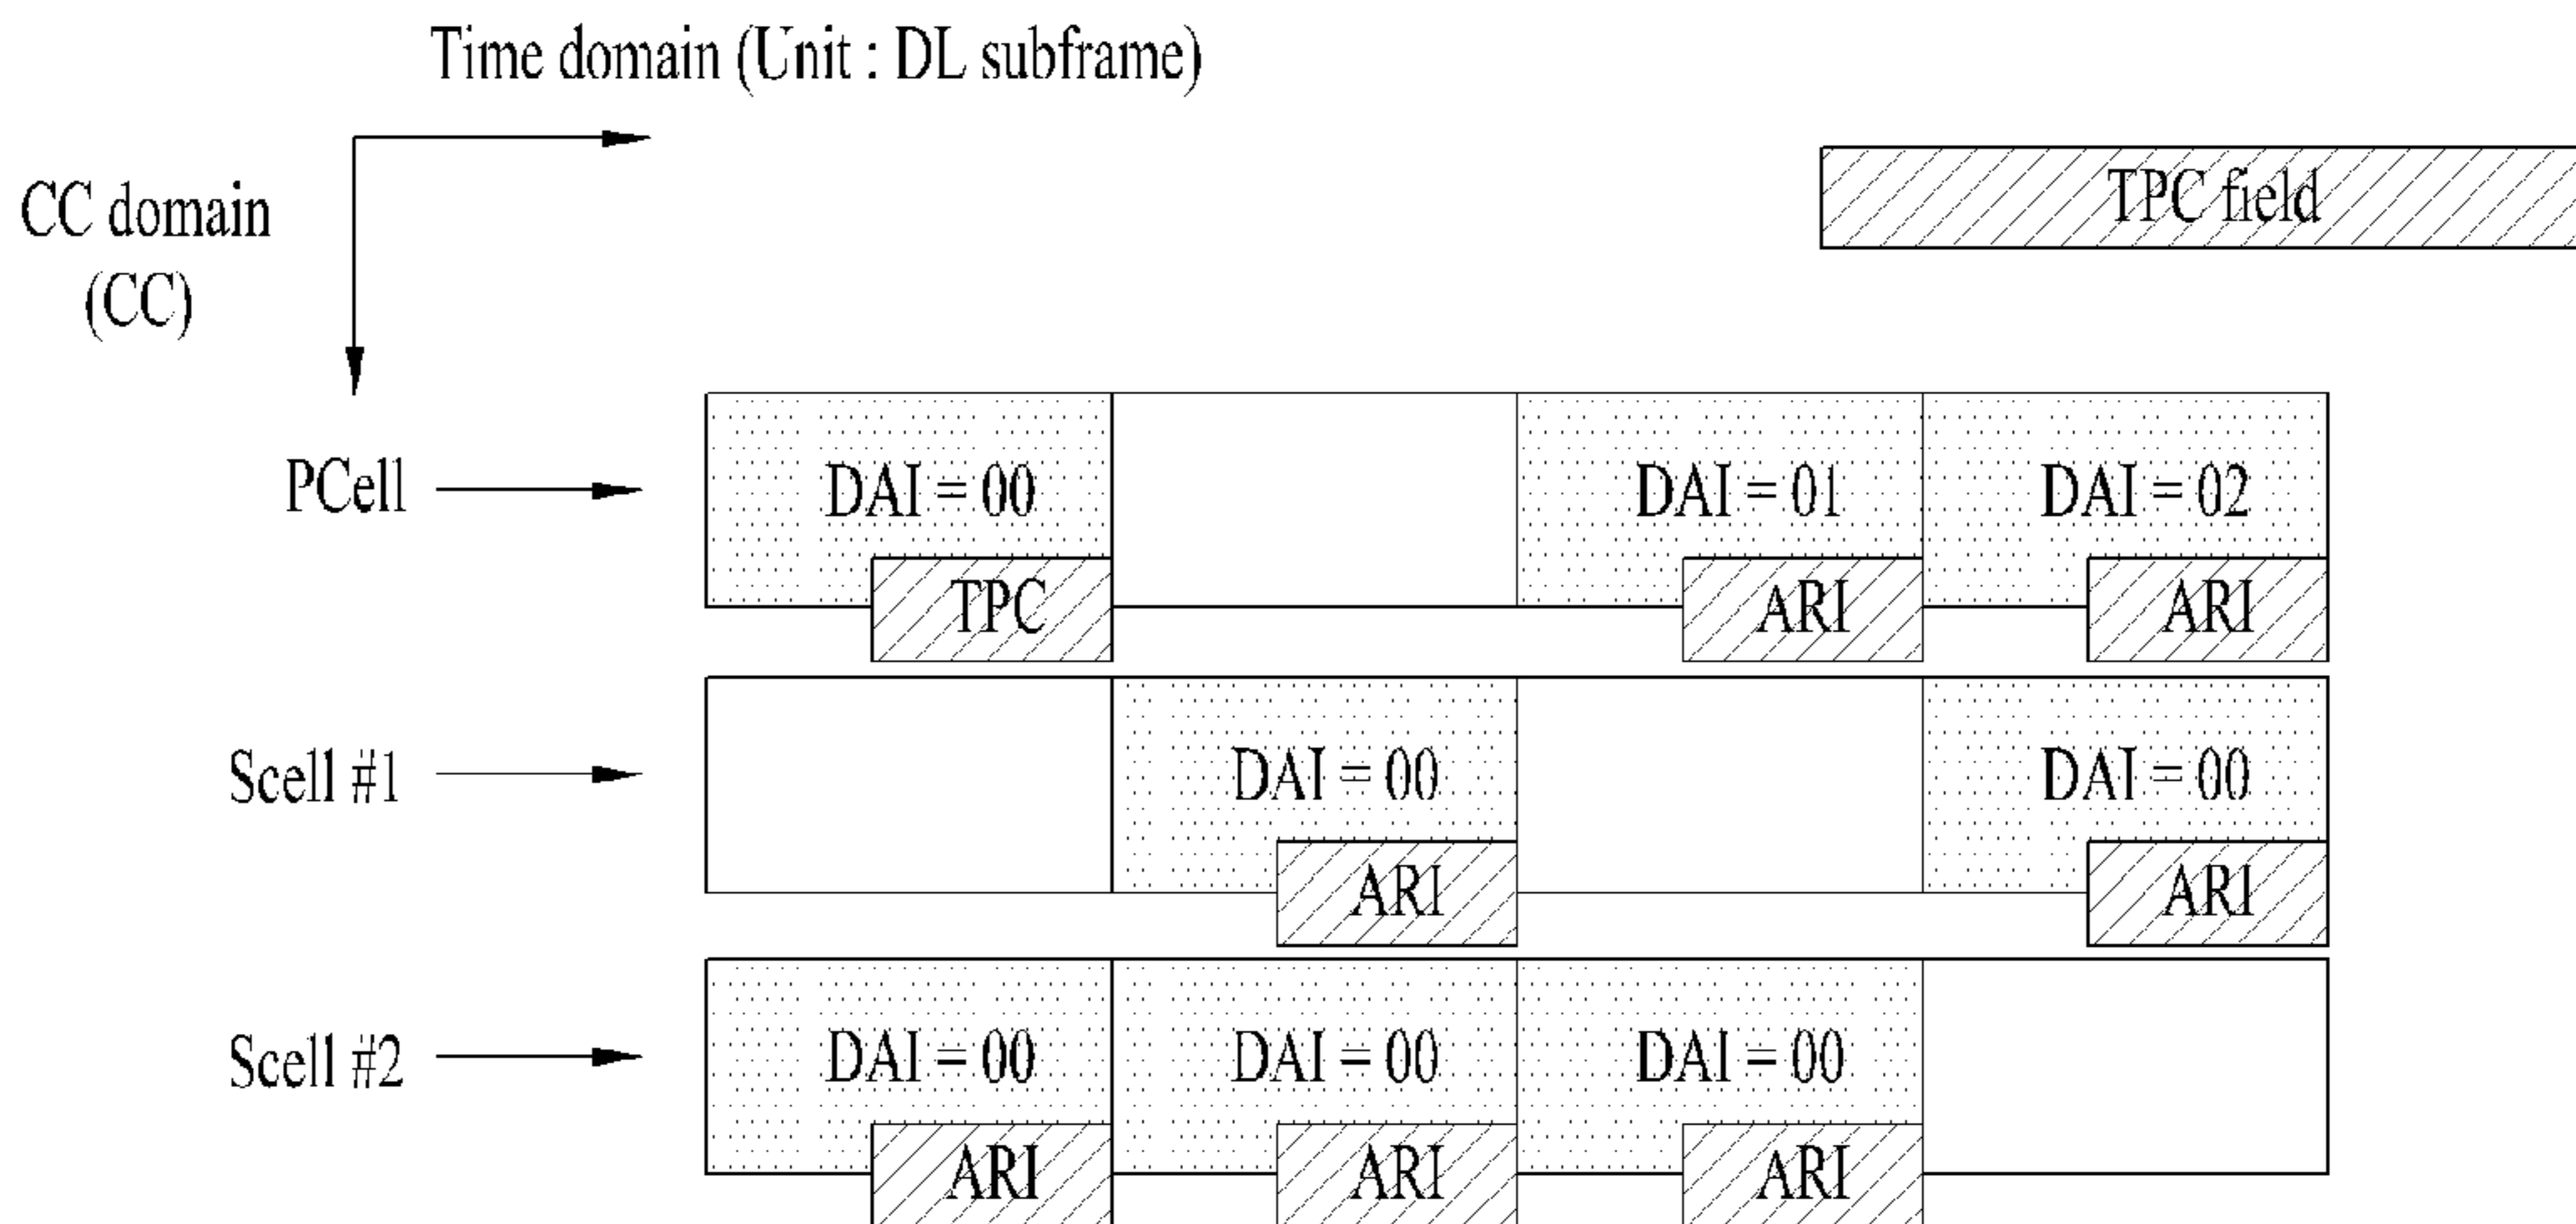 Time domain (Unit : DL subframe)
CC domain
(CC)
TPC field
PCell
DAI = 00
DAI = 01
DAI = 02
TPC
ARI
ARI
Scell #1
DAI = 00
DAI = 00
ARI
ARI
Scell #2
DAI = 00
DAI = 00
DAI = 00
ARI
ARI
ARI